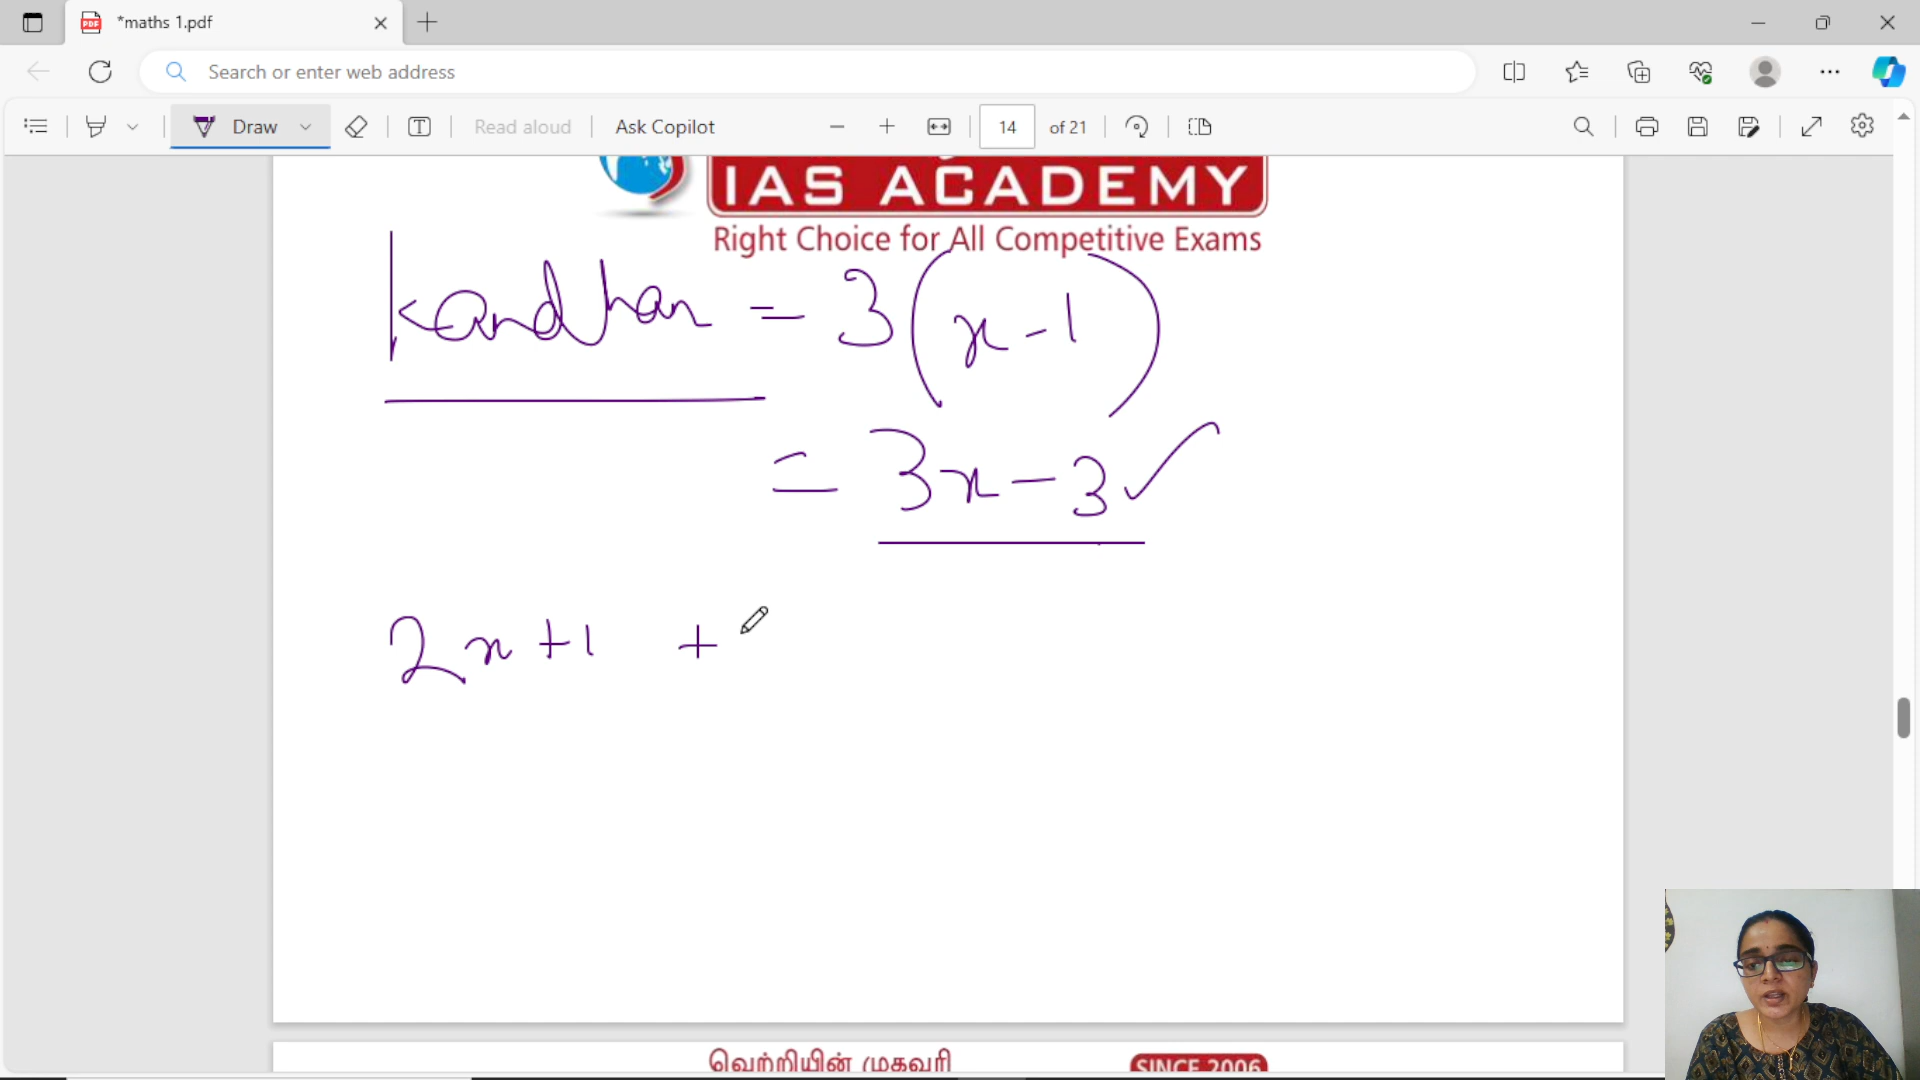 *maths 1.pdf
Search or enter web address
Draw
Read aloud
Ask Copilot
14 of 21
IAS ACADEMY
Right Choice for All Competitive Exams
Kandhan = 3(x-1)
= 3x-3 ✓
2x+1 +
வெற்றியின் முகவரி
SINCE 2006